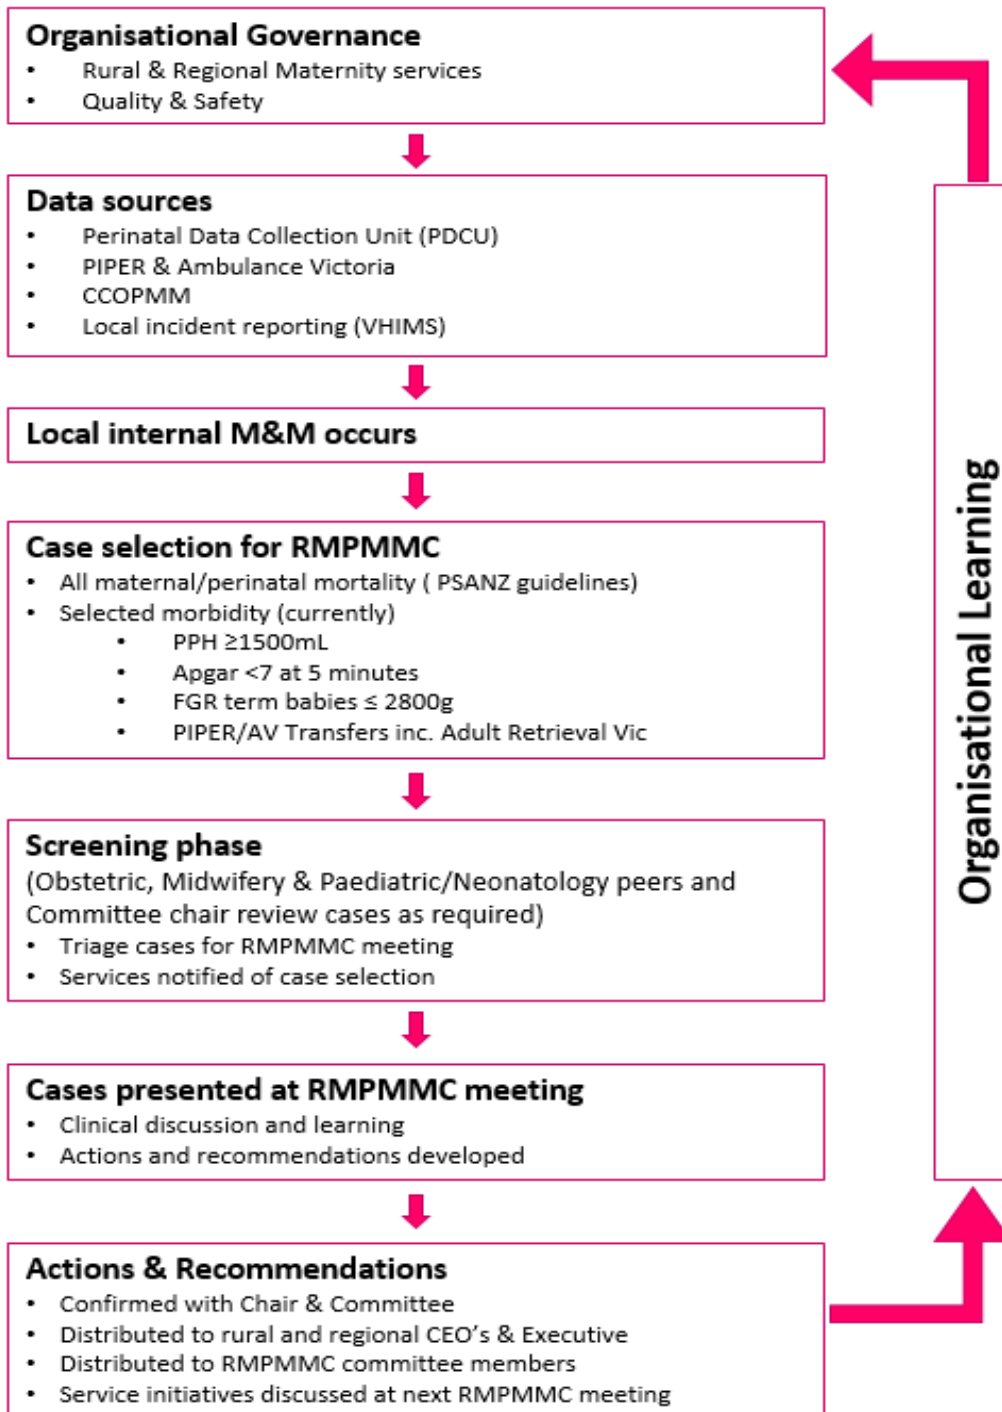 Organisational Governance
• Rural & Regional Maternity services
• Quality & Safety
Data sources
• Perinatal Data Collection Unit (PDCU)
• PIPER & Ambulance Victoria
• CCOPMM
• Local incident reporting (VHIMS)
Local internal M&M occurs
Case selection for RMPMMC
• All maternal/perinatal mortality ( PSANZ guidelines)
• Selected morbidity (currently)
• PPH ≥1500mL
• Apgar <7 at 5 minutes
• FGR term babies ≤ 2800g
• PIPER/AV Transfers inc. Adult Retrieval Vic
Screening phase
(Obstetric, Midwifery & Paediatric/Neonatology peers and
Committee chair review cases as required)
• Triage cases for RMPMMC meeting
• Services notified of case selection
Cases presented at RMPMMC meeting
• Clinical discussion and learning
• Actions and recommendations developed
Actions & Recommendations
• Confirmed with Chair & Committee
• Distributed to rural and regional CEO's & Executive
• Distributed to RMPMMC committee members
• Service initiatives discussed at next RMPMMC meeting
Organisational Learning